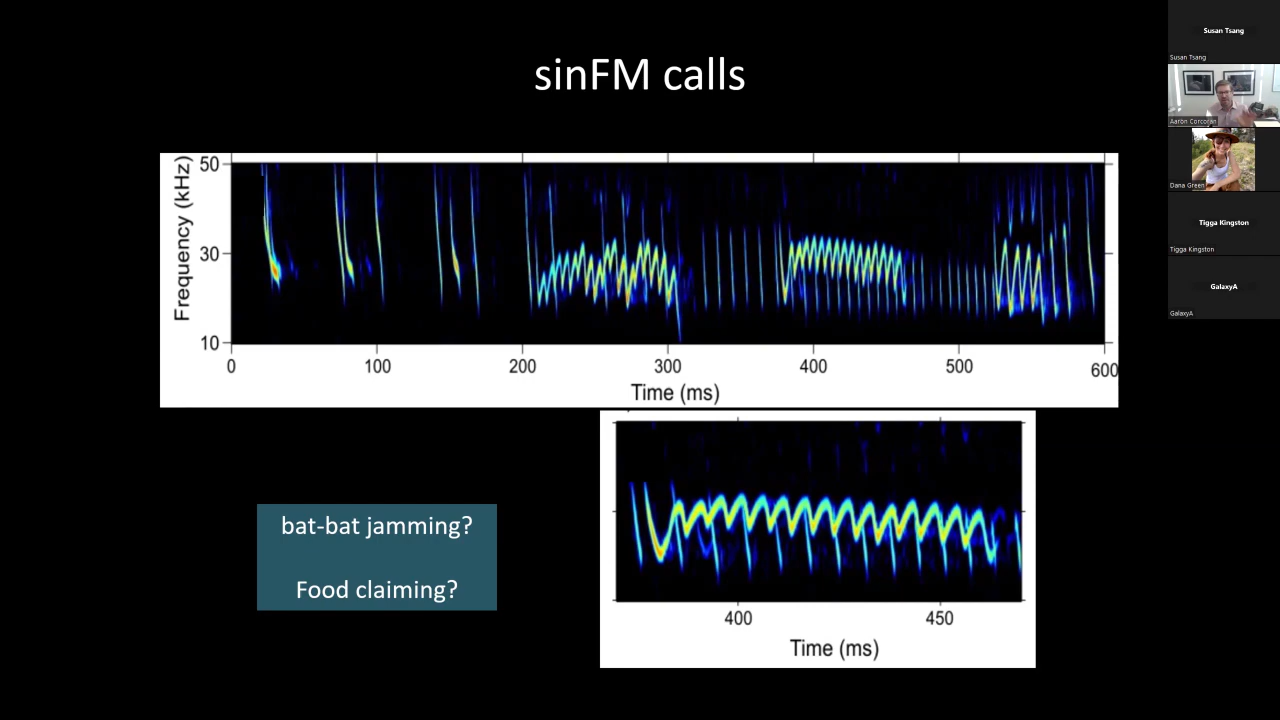 sinFM calls
Susan Tsang
Susan Tsang
Aaron Corcoran
Dana Green
Tigga Kingston
Tigga Kingston
GalaxyA
GalaxyA
Frequency (kHz)
50
30
10
0 100 200 300 400 500 600
Time (ms)
bat-bat jamming?
Food claiming?
400 450
Time (ms)